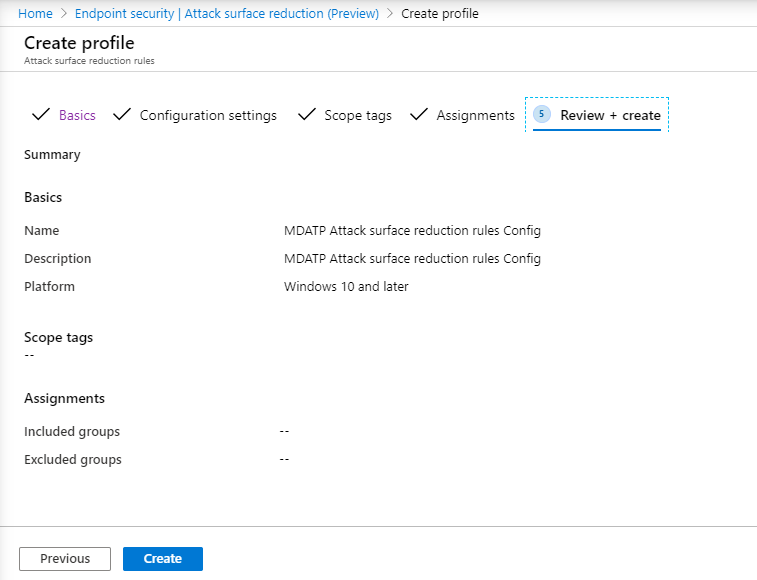 Home > Endpoint security | Attack surface reduction (Preview) > Create profile
Create profile
Attack surface reduction rules
Basics Configuration settings Scope tags Assignments 5 Review + create
Summary
Basics
Name MDATP Attack surface reduction rules Config
Description MDATP Attack surface reduction rules Config
Platform Windows 10 and later
Scope tags
--
Assignments
Included groups --
Excluded groups --
Previous Create